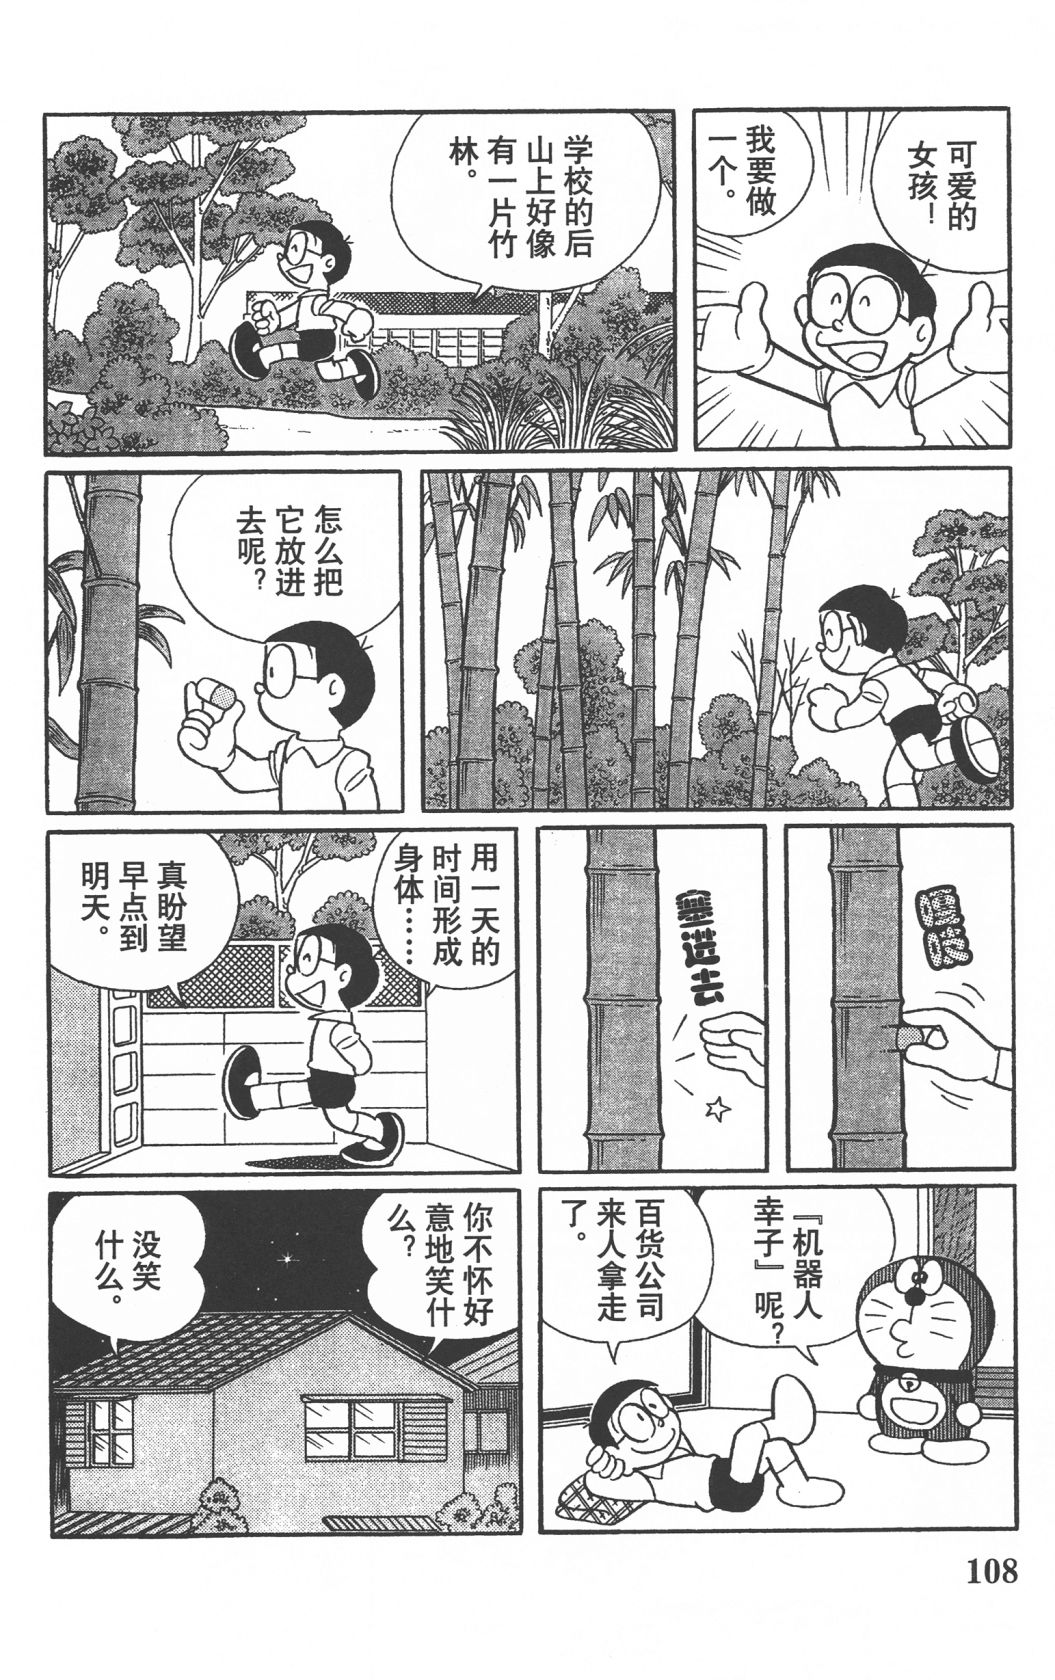 可爱的
女孩！
我要做
一个。
学校的后
山上好像
有一片竹
林。
怎么把
它放进
去呢？
塞进去
用一天的
时间形成
身体……
真盼望
早点到
明天。
『机器人
幸子』呢？
百货公司
来人拿走
了。
你不怀好
意地笑什
么？
没笑
什么。
108